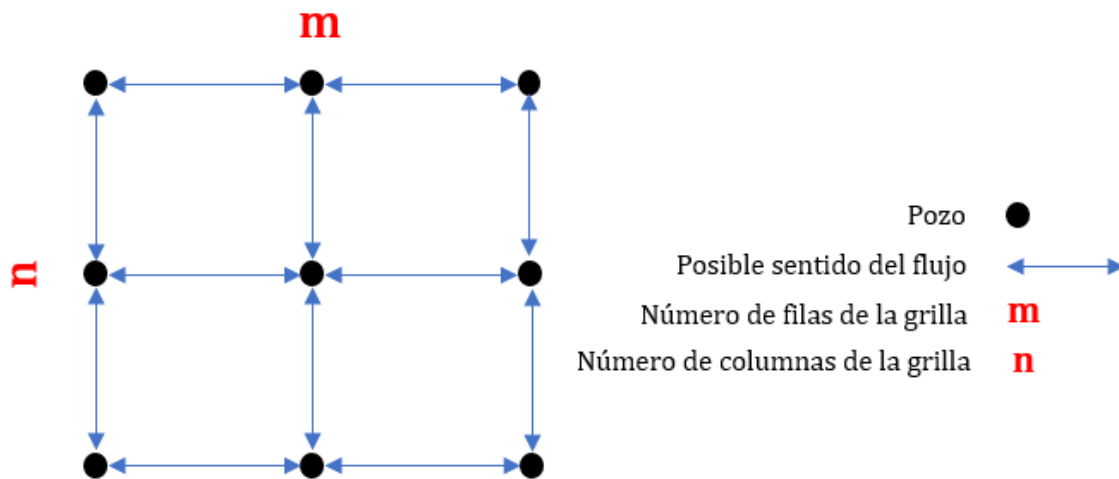 m
n
Pozo
Posible sentido del flujo
Número de filas de la grilla m
Número de columnas de la grilla n